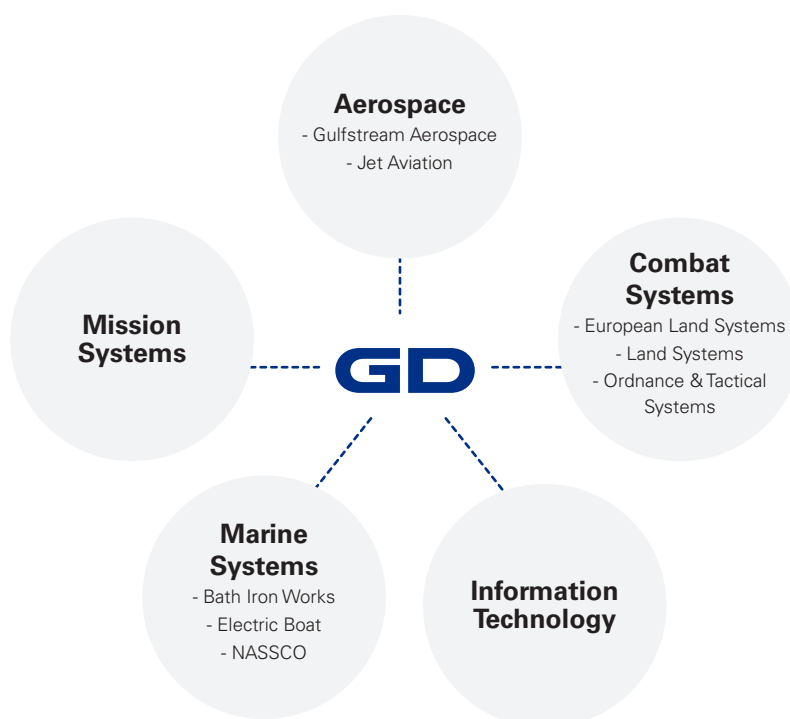 Aerospace
- Gulfstream Aerospace
- Jet Aviation
Combat
Systems
- European Land Systems
- Land Systems
- Ordnance & Tactical
Systems
Mission
Systems
GD
Marine
Systems
- Bath Iron Works
- Electric Boat
- NASSCO
Information
Technology